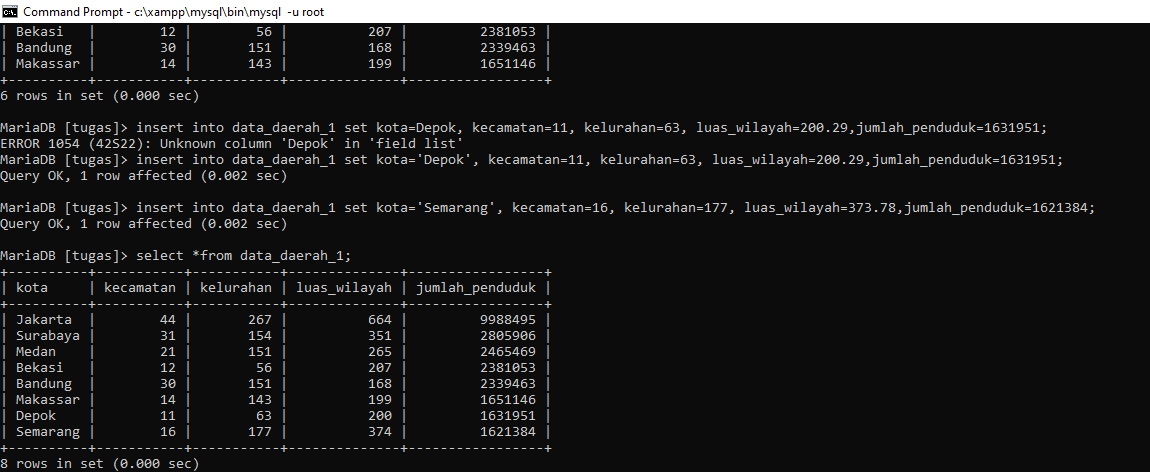 Command Prompt - c:\xampp\mysql\bin\mysql -u root
| Bekasi   |        12 |        56 |          207 |         2381053 |
| Bandung  |        30 |       151 |          168 |         2339463 |
| Makassar |        14 |       143 |          199 |         1651146 |
+----------+-----------+-----------+--------------+-----------------+
6 rows in set (0.000 sec)
MariaDB [tugas]> insert into data_daerah_1 set kota=Depok, kecamatan=11, kelurahan=63, luas_wilayah=200.29,jumlah_penduduk=1631951;
ERROR 1054 (42S22): Unknown column 'Depok' in 'field list'
MariaDB [tugas]> insert into data_daerah_1 set kota='Depok', kecamatan=11, kelurahan=63, luas_wilayah=200.29,jumlah_penduduk=1631951;
Query OK, 1 row affected (0.002 sec)
MariaDB [tugas]> insert into data_daerah_1 set kota='Semarang', kecamatan=16, kelurahan=177, luas_wilayah=373.78,jumlah_penduduk=1621384;
Query OK, 1 row affected (0.002 sec)
MariaDB [tugas]> select *from data_daerah_1;
+----------+-----------+-----------+--------------+-----------------+
| kota     | kecamatan | kelurahan | luas_wilayah | jumlah_penduduk |
+----------+-----------+-----------+--------------+-----------------+
| Jakarta  |        44 |       267 |          664 |         9988495 |
| Surabaya |        31 |       154 |          351 |         2805906 |
| Medan    |        21 |       151 |          265 |         2465469 |
| Bekasi   |        12 |        56 |          207 |         2381053 |
| Bandung  |        30 |       151 |          168 |         2339463 |
| Makassar |        14 |       143 |          199 |         1651146 |
| Depok    |        11 |        63 |          200 |         1631951 |
| Semarang |        16 |       177 |          374 |         1621384 |
+----------+-----------+-----------+--------------+-----------------+
8 rows in set (0.000 sec)